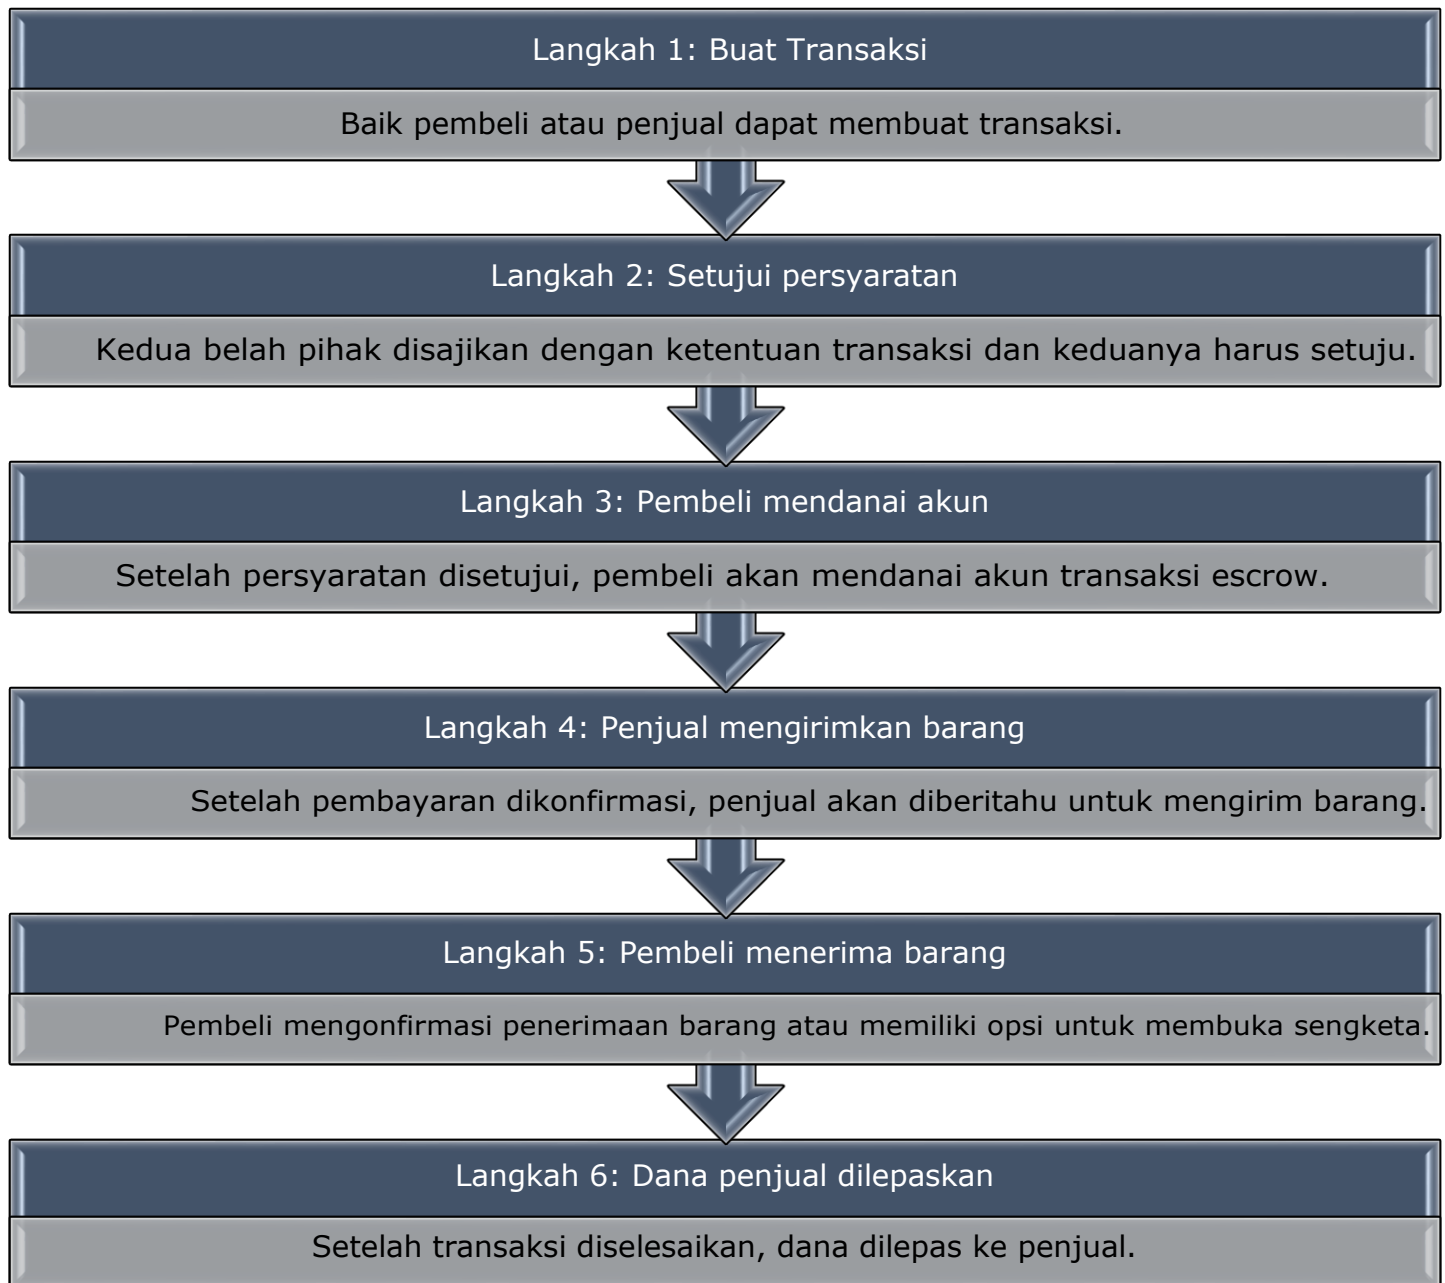 Langkah 1: Buat Transaksi
Baik pembeli atau penjual dapat membuat transaksi.
Langkah 2: Setujui persyaratan
Kedua belah pihak disajikan dengan ketentuan transaksi dan keduanya harus setuju.
Langkah 3: Pembeli mendanai akun
Setelah persyaratan disetujui, pembeli akan mendanai akun transaksi escrow.
Langkah 4: Penjual mengirimkan barang
Setelah pembayaran dikonfirmasi, penjual akan diberitahu untuk mengirim barang.
Langkah 5: Pembeli menerima barang
Pembeli mengonfirmasi penerimaan barang atau memiliki opsi untuk membuka sengketa.
Langkah 6: Dana penjual dilepaskan
Setelah transaksi diselesaikan, dana dilepas ke penjual.